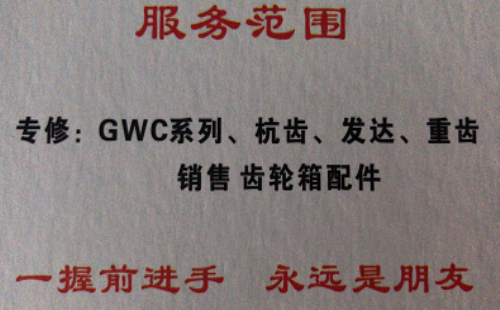 服务范围
专修：GWC系列、杭齿、发达、重齿
销售 齿轮箱配件
一握前进手 永远是朋友